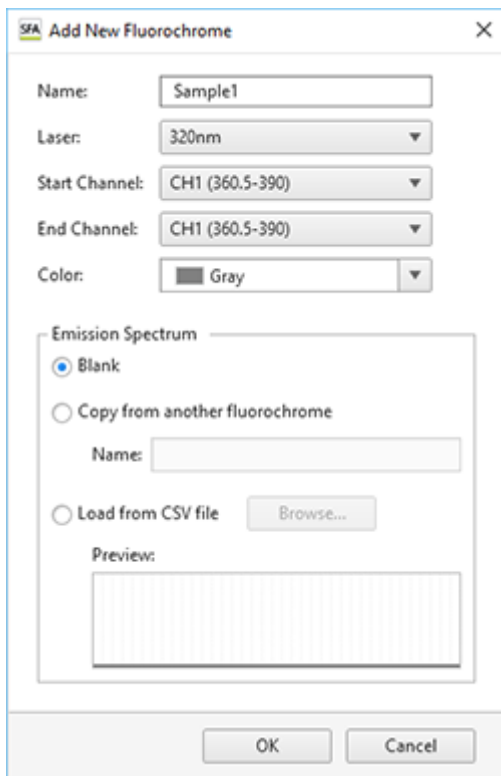 SFA Add New Fluorochrome
Name: Sample1
Laser: 320nm
Start Channel: CH1 (360.5-390)
End Channel: CH1 (360.5-390)
Color: Gray
Emission Spectrum
Blank
Copy from another fluorochrome
Name:
Load from CSV file Browse...
Preview:
OK Cancel